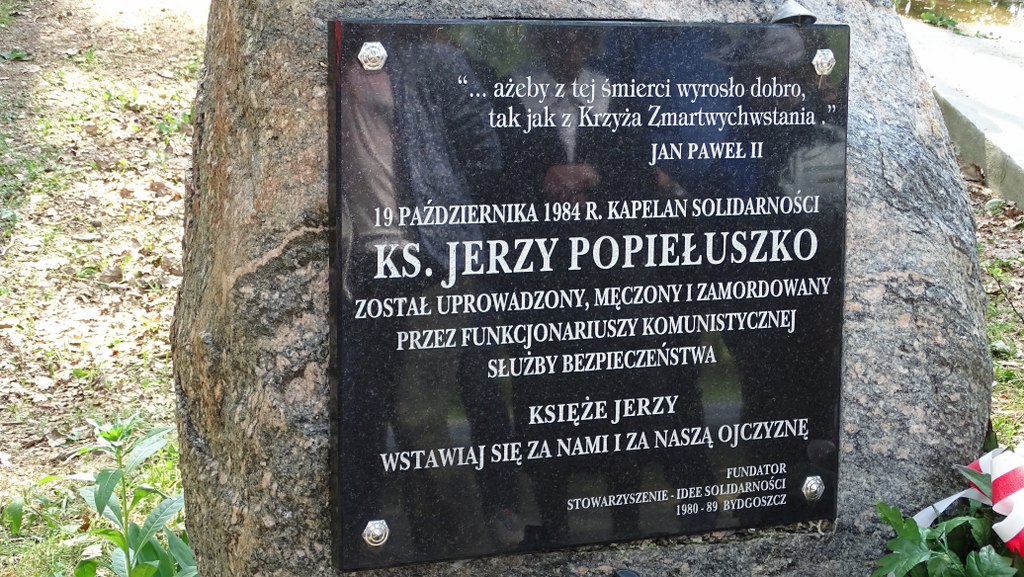 “... ażeby z tej śmierci wyrosło dobro,
tak jak z Krzyża Zmartwychwstania .”
JAN PAWEŁ II
19 PAŹDZIERNIKA 1984 R. KAPELAN SOLIDARNOŚCI
KS. JERZY POPIEŁUSZKO
ZOSTAŁ UPROWADZONY, MĘCZONY I ZAMORDOWANY
PRZEZ FUNKCJONARIUSZY KOMUNISTYCZNEJ
SŁUŻBY BEZPIECZEŃSTWA
KSIĘŻE JERZY
WSTAWIAJ SIĘ ZA NAMI I ZA NASZĄ OJCZYZNĘ
FUNDATOR
STOWARZYSZENIE - IDEE SOLIDARNOŚCI
1980 - 89 BYDGOSZCZ